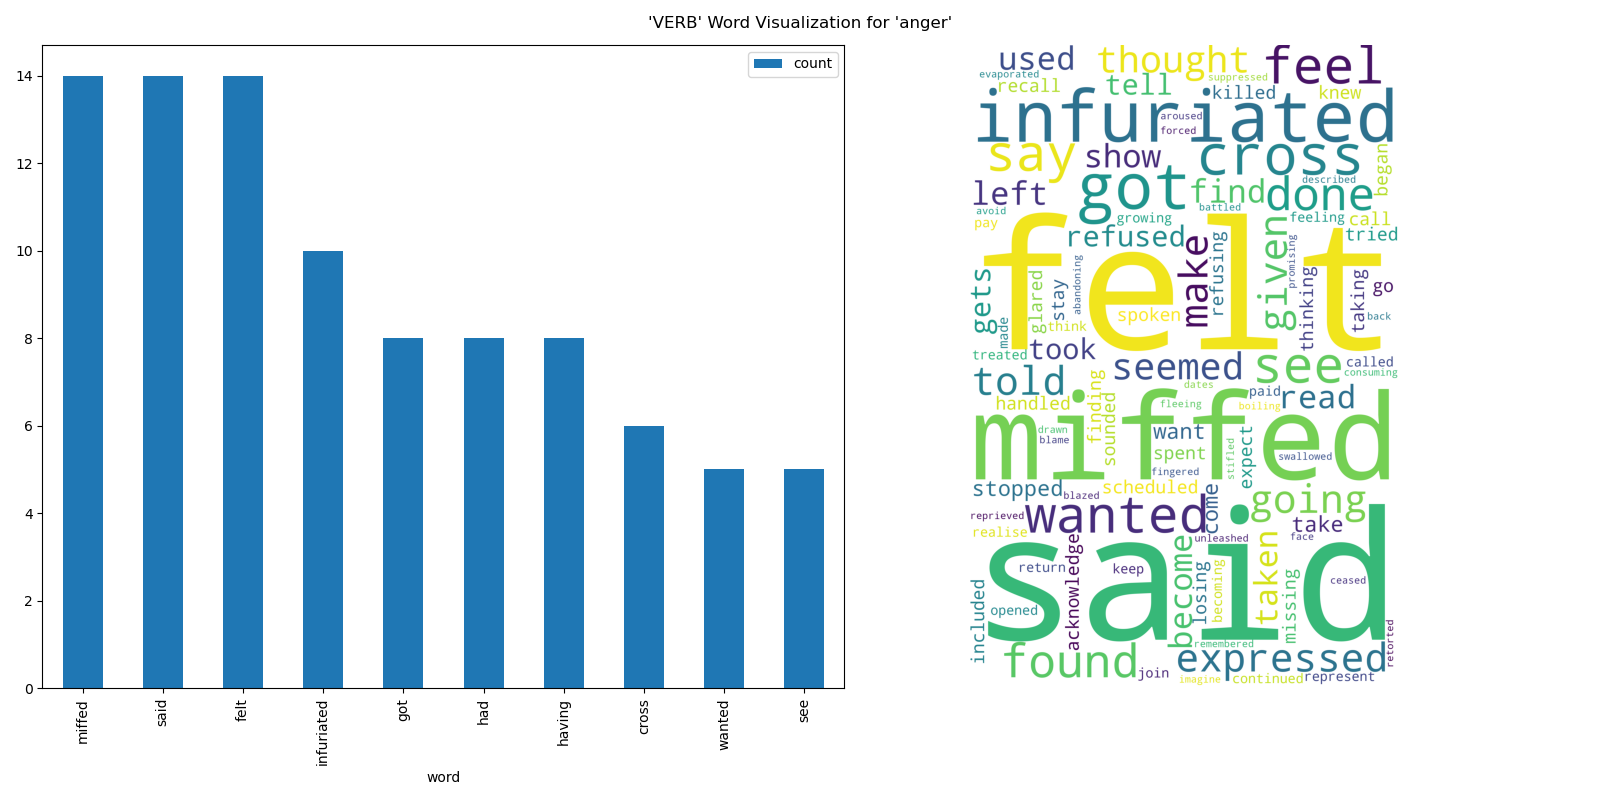 'VERB' Word Visualization for 'anger'
count
14
12
10
8
6
4
2
0
miffed
said
felt
infuriated
got
had
having
cross
wanted
see
word
used
thought
feel
evaporated
suppressed
recall
tell
killed
knew
infuriated
aroused
forced
say
show
cross
began
left
got
find
done
described
avoid
battled
pay
growing
feeling
call
refused
tried
felt
given
make
refusing
promising
gets
glared
stay
abandoning
thinking
taking
go
made
think
spoken
back
treated
took
seemed
see
called
consuming
told
finding
dates
paid
read
handled
sounded
fleeing
boiling
miffed
drawn
blame
want
stifled
expect
swallowed
spent
fingered
stopped
blazed
scheduled
come
going
reprieved
wanted
take
realise
unleashed
face
said
acknowledge
become
taken
return
keep
losing
becoming
missing
ceased
included
opened
remembered
retorted
found
join
expressed
imagine
continued
represent